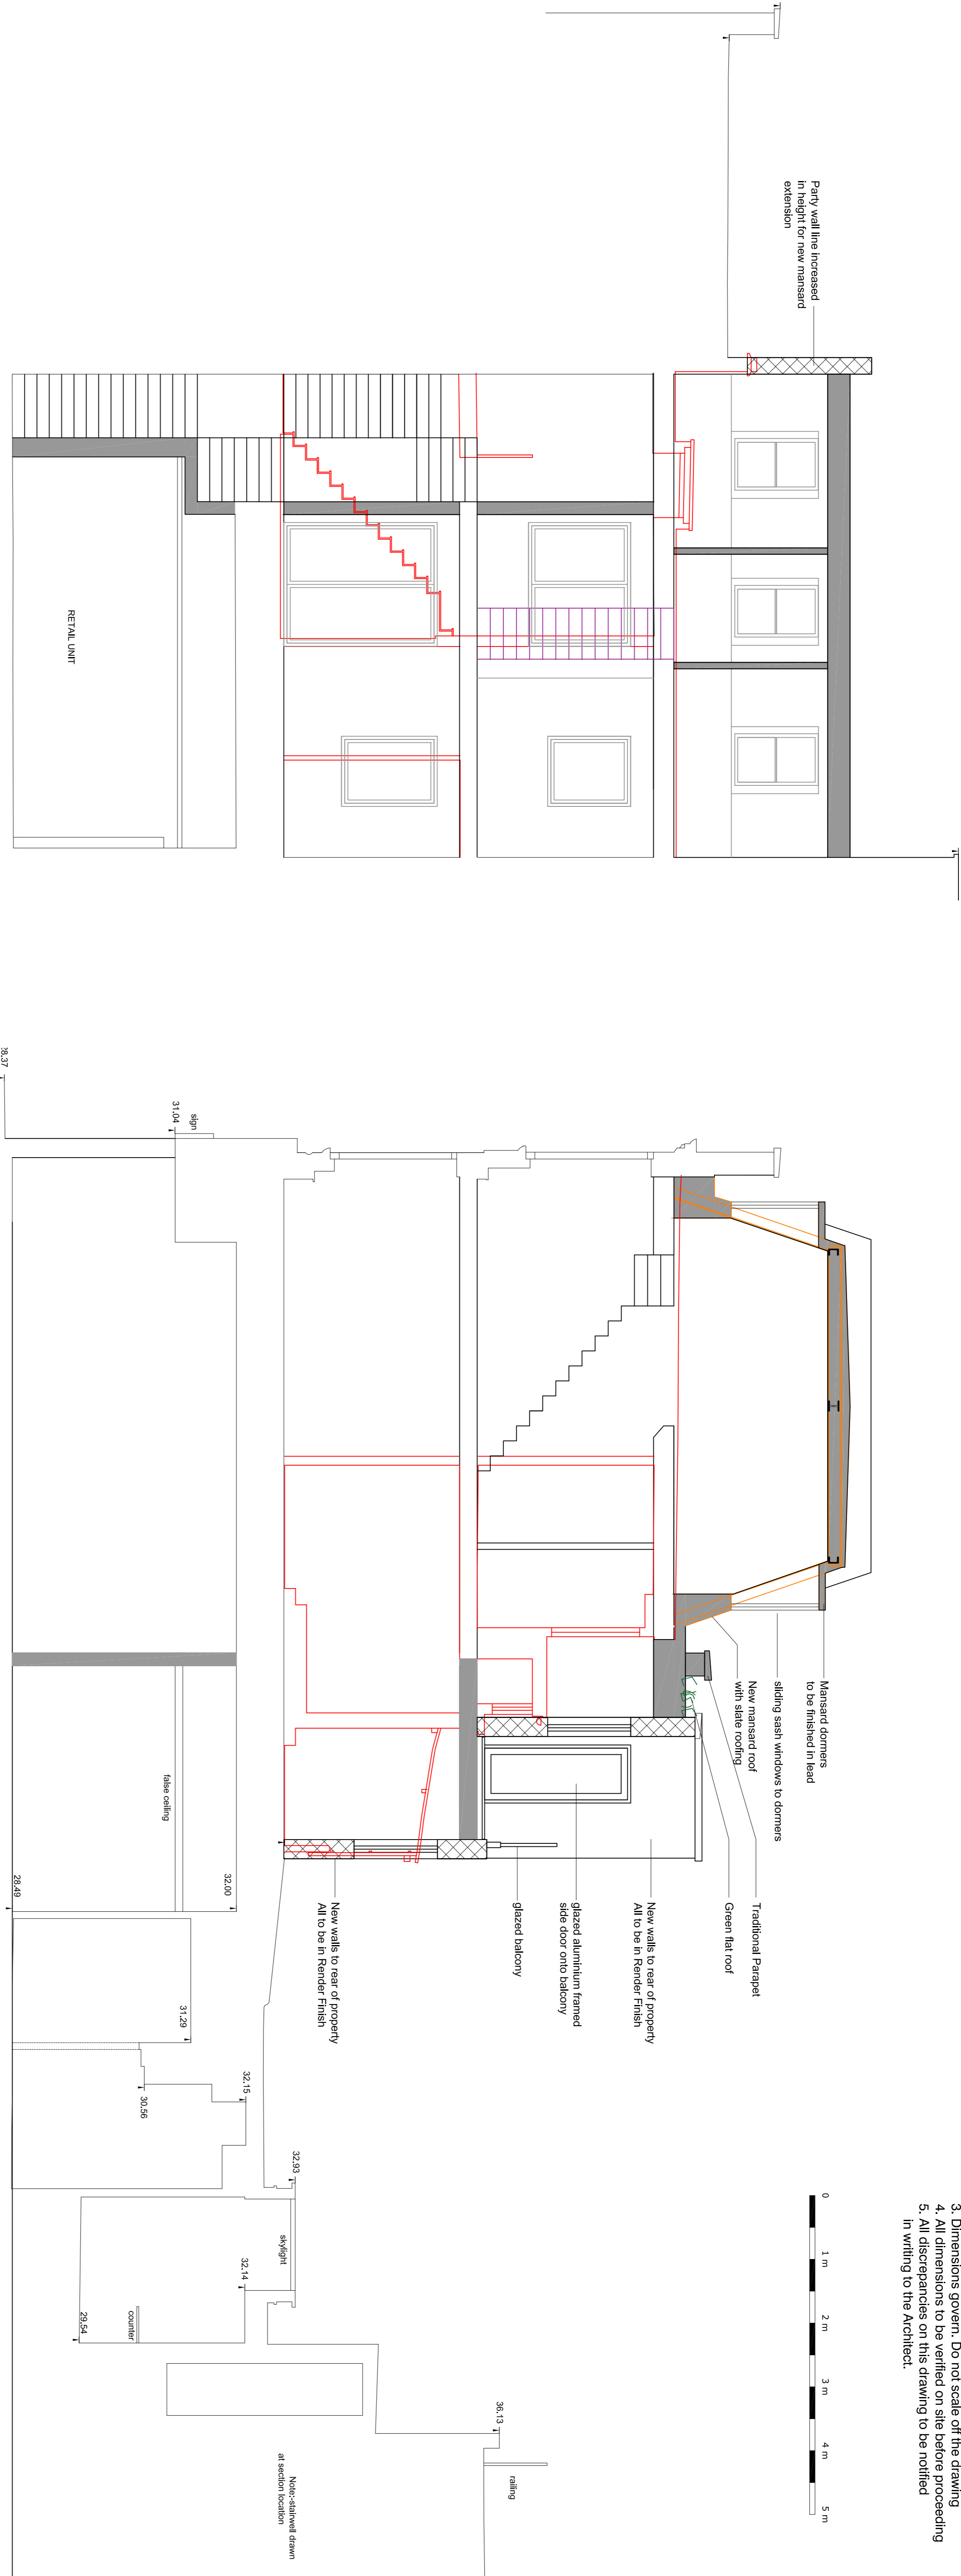 3. Dimensions govern. Do not scale off the drawing
4. All dimensions to be verified on site before proceeding
5. All discrepancies on this drawing to be notified
in writing to the Architect.
0
1 m
2 m
3 m
4 m
5 m
Party wall line increased
in height for new mansard
extension
RETAIL UNIT
Mansard dormers
to be finished in lead
sliding sash windows to dormers
New mansard roof
with slate roofing
Traditional Parapet
Green flat roof
New walls to rear of property
All to be in Render Finish
glazed aluminium framed
side door onto balcony
glazed balcony
New walls to rear of property
All to be in Render Finish
36.13
railing
32.93
skylight
32.14
Note:-stairwell drawn
at section location
counter
29.54
32.15
30.56
31.29
32.00
28.49
false ceiling
sign
31.04
28.37